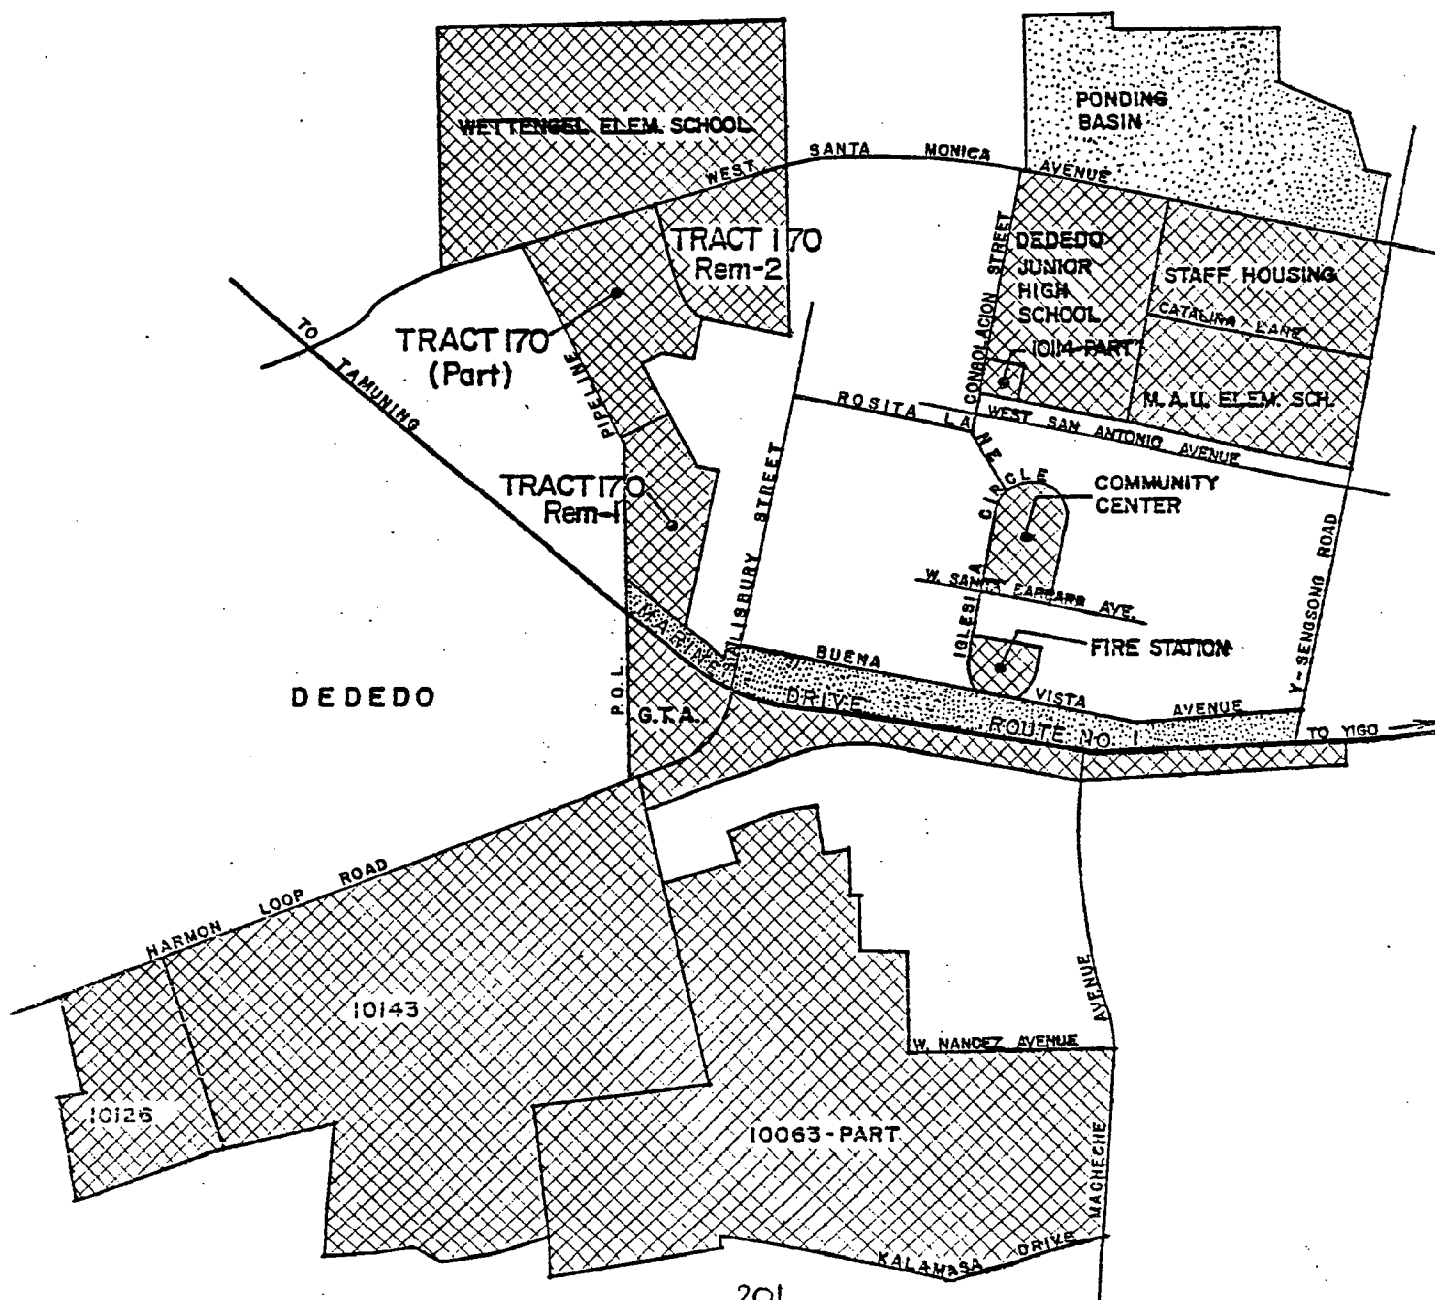 PONDING
BASIN
WETTENGEL ELEM. SCHOOL
WEST SANTA MONICA AVENUE
TRACT 170
Rem-2
CONSOLACION STREET
DEDEDO
JUNIOR
HIGH
SCHOOL
STAFF HOUSING
CATALINA LANE
TO TAMUNING
TRACT 170
(Part)
PIPELINE
10114-PART
M.A.U. ELEM. SCH.
ROSITA LANE
WEST SAN ANTONIO AVENUE
TRACT 170
Rem-1
SALISBURY STREET
IGLESIA CIRCLE
COMMUNITY
CENTER
Y-SENGSONG ROAD
W. SANTA BARBARA AVE.
FIRE STATION
DEDEDO
P.O.L.
G.T.A.
BUENA VISTA AVENUE
MARINE DRIVE ROUTE NO. 1
TO YIGO
HARMON LOOP ROAD
10143
W. NANDEZ AVENUE
10126
10063-PART
MACHECHE AVENUE
KALAMASA DRIVE
201